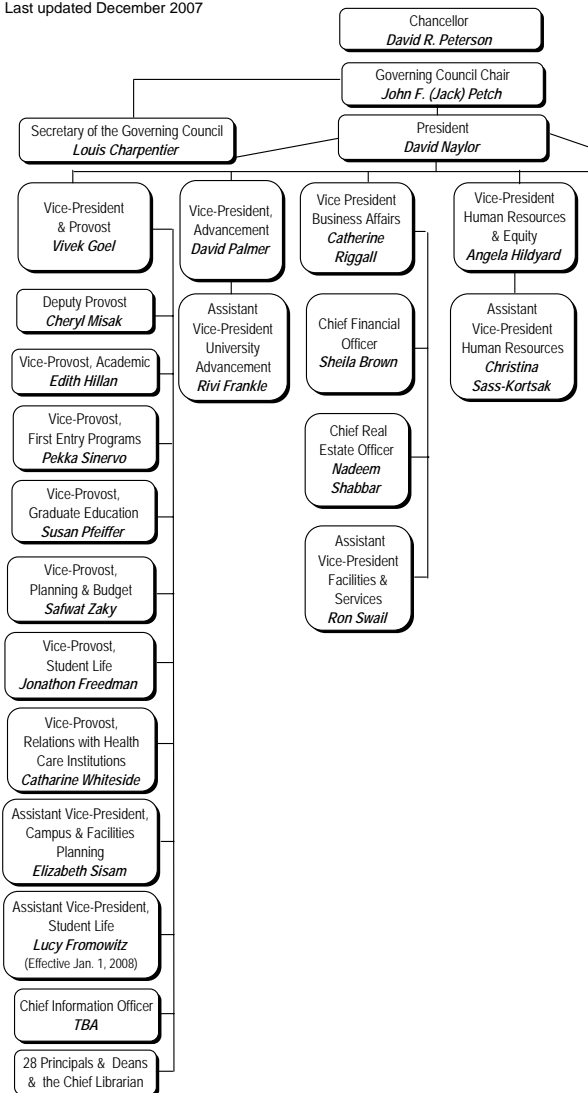 Last updated December 2007
Chancellor
David R. Peterson
Governing Council Chair
John F. (Jack) Petch
Secretary of the Governing Council
Louis Charpentier
President
David Naylor
Vice-President
& Provost
Vivek Goel
Vice-President,
Advancement
David Palmer
Vice President
Business Affairs
Catherine
Riggall
Vice-President
Human Resources
& Equity
Angela Hildyard
Deputy Provost
Cheryl Misak
Vice-Provost, Academic
Edith Hillan
Vice-Provost,
First Entry Programs
Pekka Sinervo
Vice-Provost,
Graduate Education
Susan Pfeiffer
Vice-Provost,
Planning & Budget
Safwat Zaky
Vice-Provost,
Student Life
Jonathon Freedman
Vice-Provost,
Relations with Health
Care Institutions
Catharine Whiteside
Assistant Vice-President,
Campus & Facilities
Planning
Elizabeth Sisam
Assistant Vice-President,
Student Life
Lucy Fromowitz
(Effective Jan. 1, 2008)
Chief Information Officer
TBA
28 Principals & Deans
& the Chief Librarian
Assistant
Vice-President
University
Advancement
Rivi Frankle
Chief Financial
Officer
Sheila Brown
Chief Real
Estate Officer
Nadeem
Shabbar
Assistant
Vice-President
Facilities &
Services
Ron Swail
Assistant
Vice-President
Human Resources
Christina
Sass-Kortsak